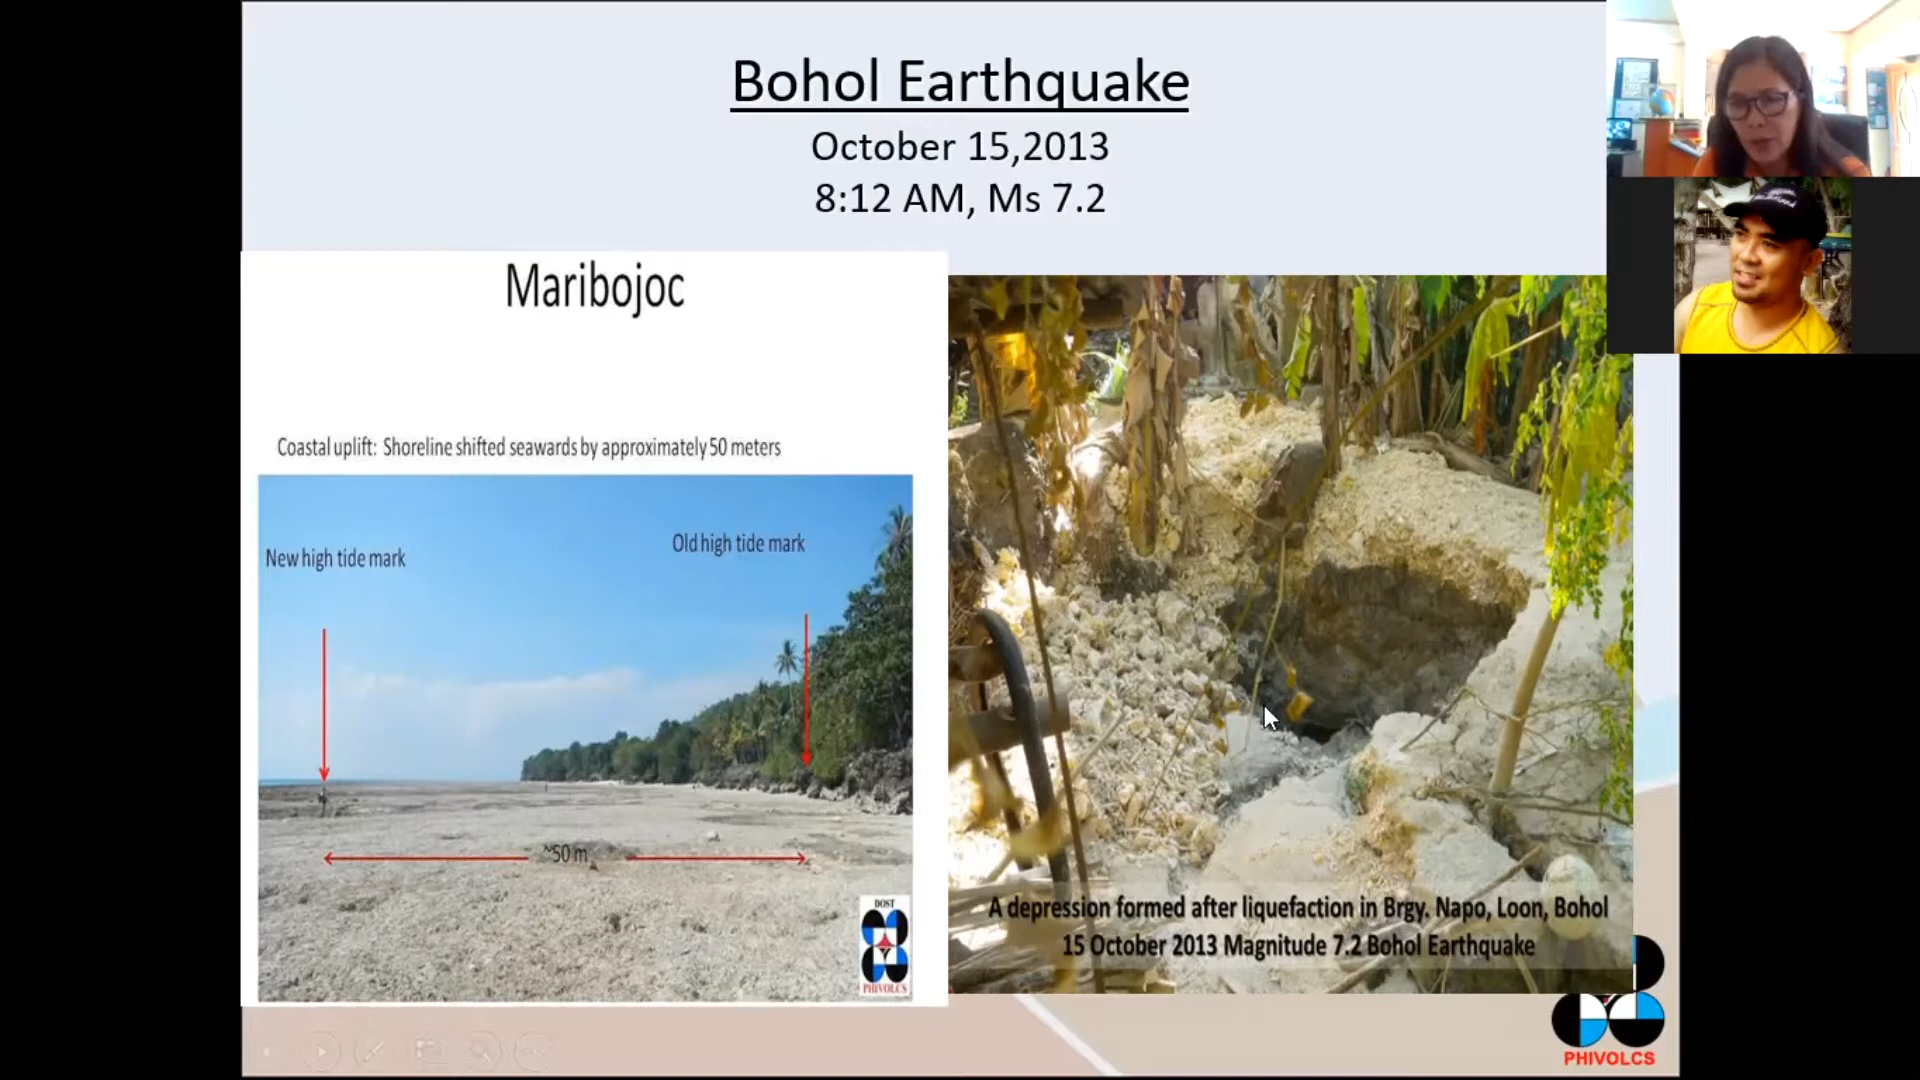 Bohol Earthquake
October 15,2013
8:12 AM, Ms 7.2
Maribojoc
Coastal uplift: Shoreline shifted seawards by approximately 50 meters
New high tide mark
Old high tide mark
~50 m
DOST
PHIVOLCS
A depression formed after liquefaction in Brgy. Napo, Loon, Bohol
15 October 2013 Magnitude 7.2 Bohol Earthquake
PHIVOLCS